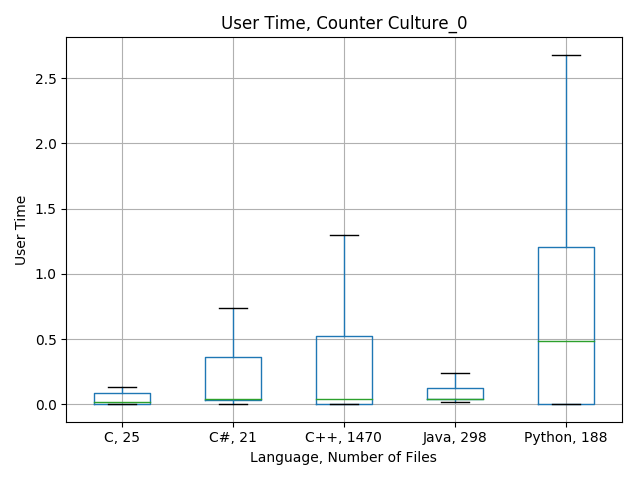 User Time, Counter Culture_0
User Time
2.5
2.0
1.5
1.0
0.5
0.0
C, 25
C#, 21
C++, 1470
Java, 298
Python, 188
Language, Number of Files